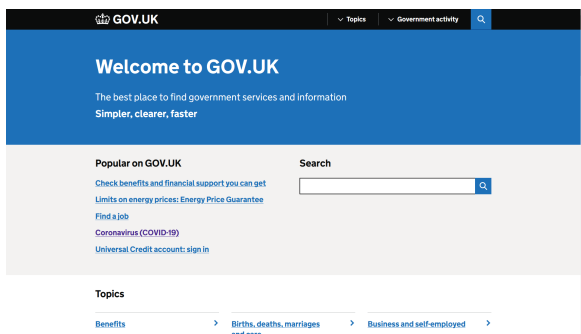 GOV.UK
Topics
Government activity
Welcome to GOV.UK
The best place to find government services and information
Simpler, clearer, faster
Popular on GOV.UK
Check benefits and financial support you can get
Limits on energy prices: Energy Price Guarantee
Find a job
Coronavirus (COVID-19)
Universal Credit account: sign in
Search
Topics
Benefits
Births, deaths, marriages
and care
Business and self-employed